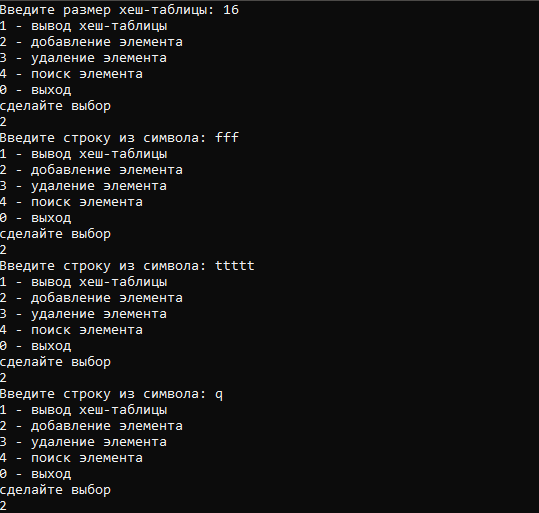 Введите размер хеш-таблицы: 16
1 - вывод хеш-таблицы
2 - добавление элемента
3 - удаление элемента
4 - поиск элемента
0 - выход
сделайте выбор
2
Введите строку из символа: fff
1 - вывод хеш-таблицы
2 - добавление элемента
3 - удаление элемента
4 - поиск элемента
0 - выход
сделайте выбор
2
Введите строку из символа: ttttt
1 - вывод хеш-таблицы
2 - добавление элемента
3 - удаление элемента
4 - поиск элемента
0 - выход
сделайте выбор
2
Введите строку из символа: q
1 - вывод хеш-таблицы
2 - добавление элемента
3 - удаление элемента
4 - поиск элемента
0 - выход
сделайте выбор
2